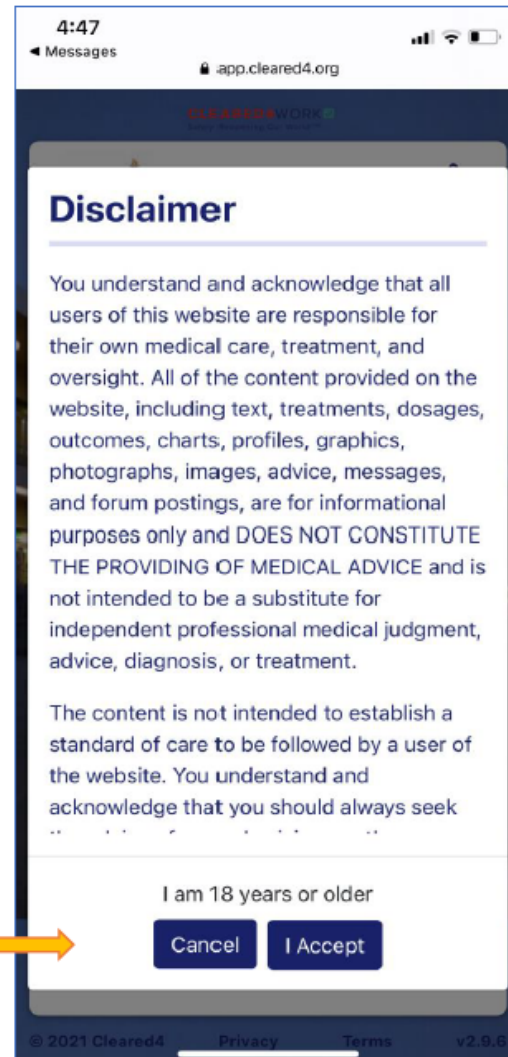 4:47
Messages
app.cleared4.org
CLEARED4WORK
Disclaimer
You understand and acknowledge that all
users of this website are responsible for
their own medical care, treatment, and
oversight. All of the content provided on the
website, including text, treatments, dosages,
outcomes, charts, profiles, graphics,
photographs, images, advice, messages,
and forum postings, are for informational
purposes only and DOES NOT CONSTITUTE
THE PROVIDING OF MEDICAL ADVICE and is
not intended to be a substitute for
independent professional medical judgment,
advice, diagnosis, or treatment.
The content is not intended to establish a
standard of care to be followed by a user of
the website. You understand and
acknowledge that you should always seek
I am 18 years or older
Cancel
I Accept
© 2021 Cleared4 Privacy Terms v2.9.6